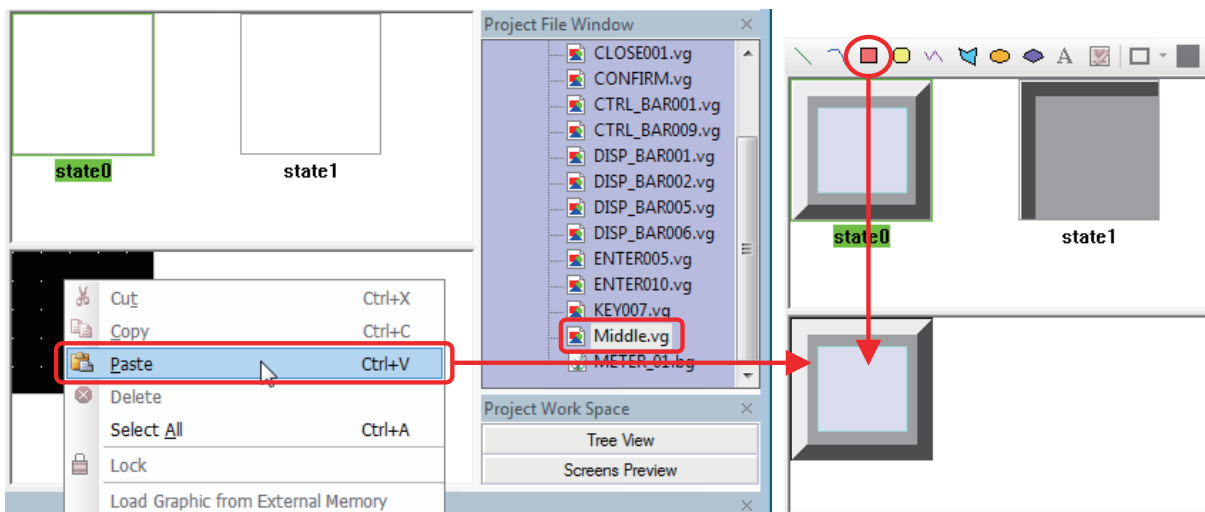 state0
state1
Cut Ctrl+X
Copy Ctrl+C
Paste Ctrl+V
Delete
Select All Ctrl+A
Lock
Load Graphic from External Memory
Project File Window
CLOSE001.vg
CONFIRM.vg
CTRL_BAR001.vg
CTRL_BAR009.vg
DISP_BAR001.vg
DISP_BAR002.vg
DISP_BAR005.vg
DISP_BAR006.vg
ENTER005.vg
ENTER010.vg
KEY007.vg
Middle.vg
METER_01.bg
Project Work Space
Tree View
Screens Preview
A
state0
state1